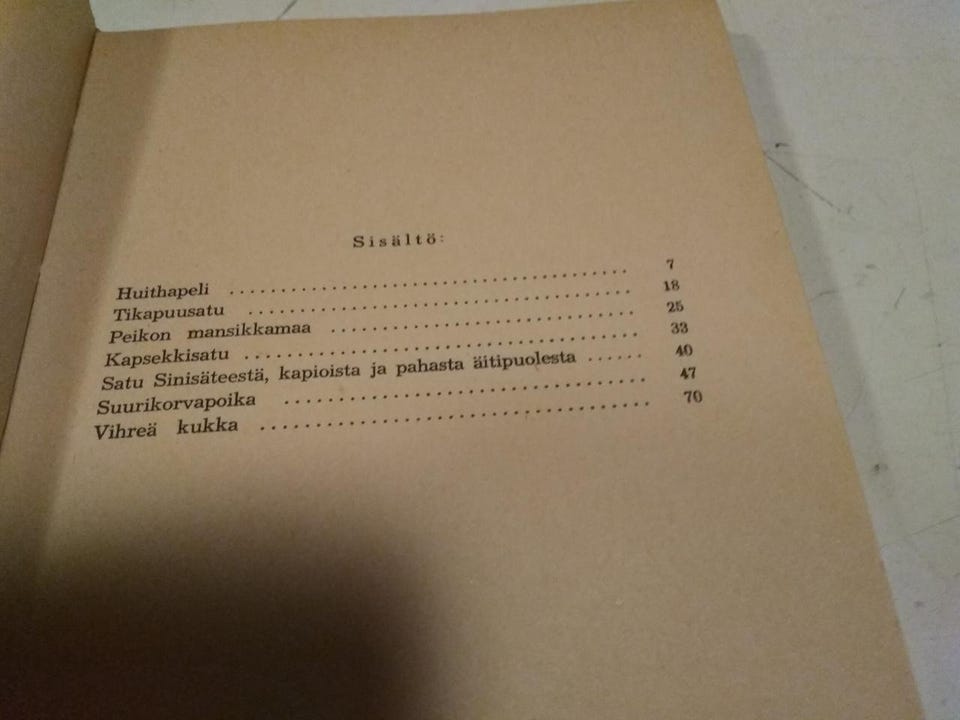 Sisältö:
Huithapeli .................................... 7
Tikapuusatu .................................... 18
Peikon mansikkamaa ............................ 25
Kapsekkisatu .................................... 33
Satu Sinisäteestä, kapioista ja pahasta äitipuolesta ...... 40
Suurikorvapoika ................................ 47
Vihreä kukka .................................... 70